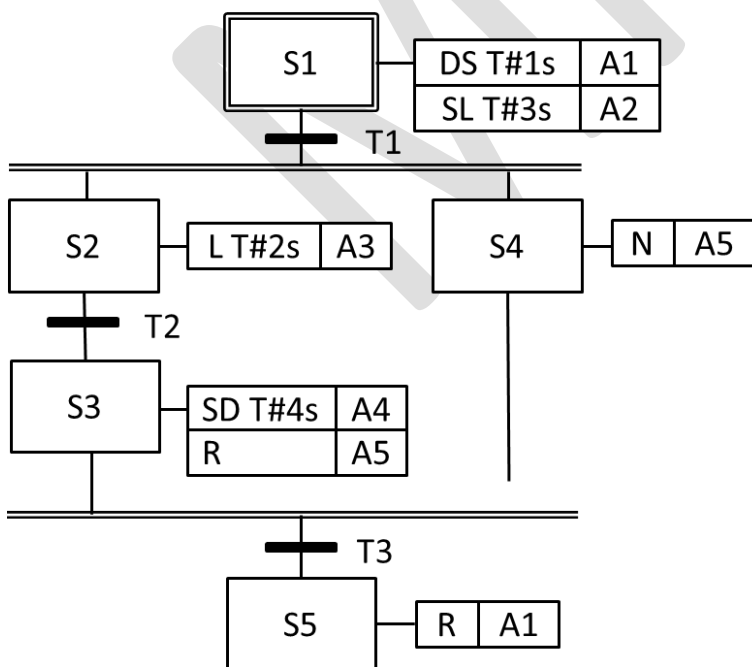 S1
DS T#1s A1
SL T#3s A2
T1
S2
L T#2s A3
S4
N A5
T2
S3
SD T#4s A4
R A5
T3
S5
R A1